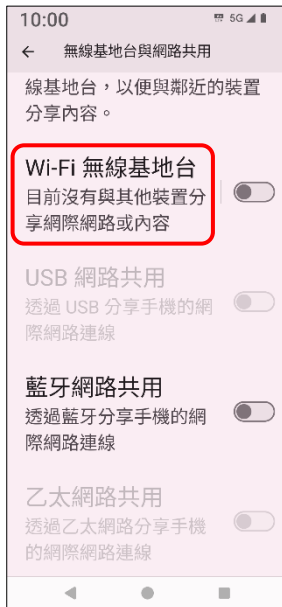 10:00 5G
無線基地台與網路共用
線基地台，以便與鄰近的裝置
分享內容。
Wi-Fi 無線基地台
目前沒有與其他裝置分
享網際網路或內容
USB 網路共用
透過 USB 分享手機的網
際網路連線
藍牙網路共用
透過藍牙分享手機的網
際網路連線
乙太網路共用
透過乙太網路分享手機
的網際網路連線